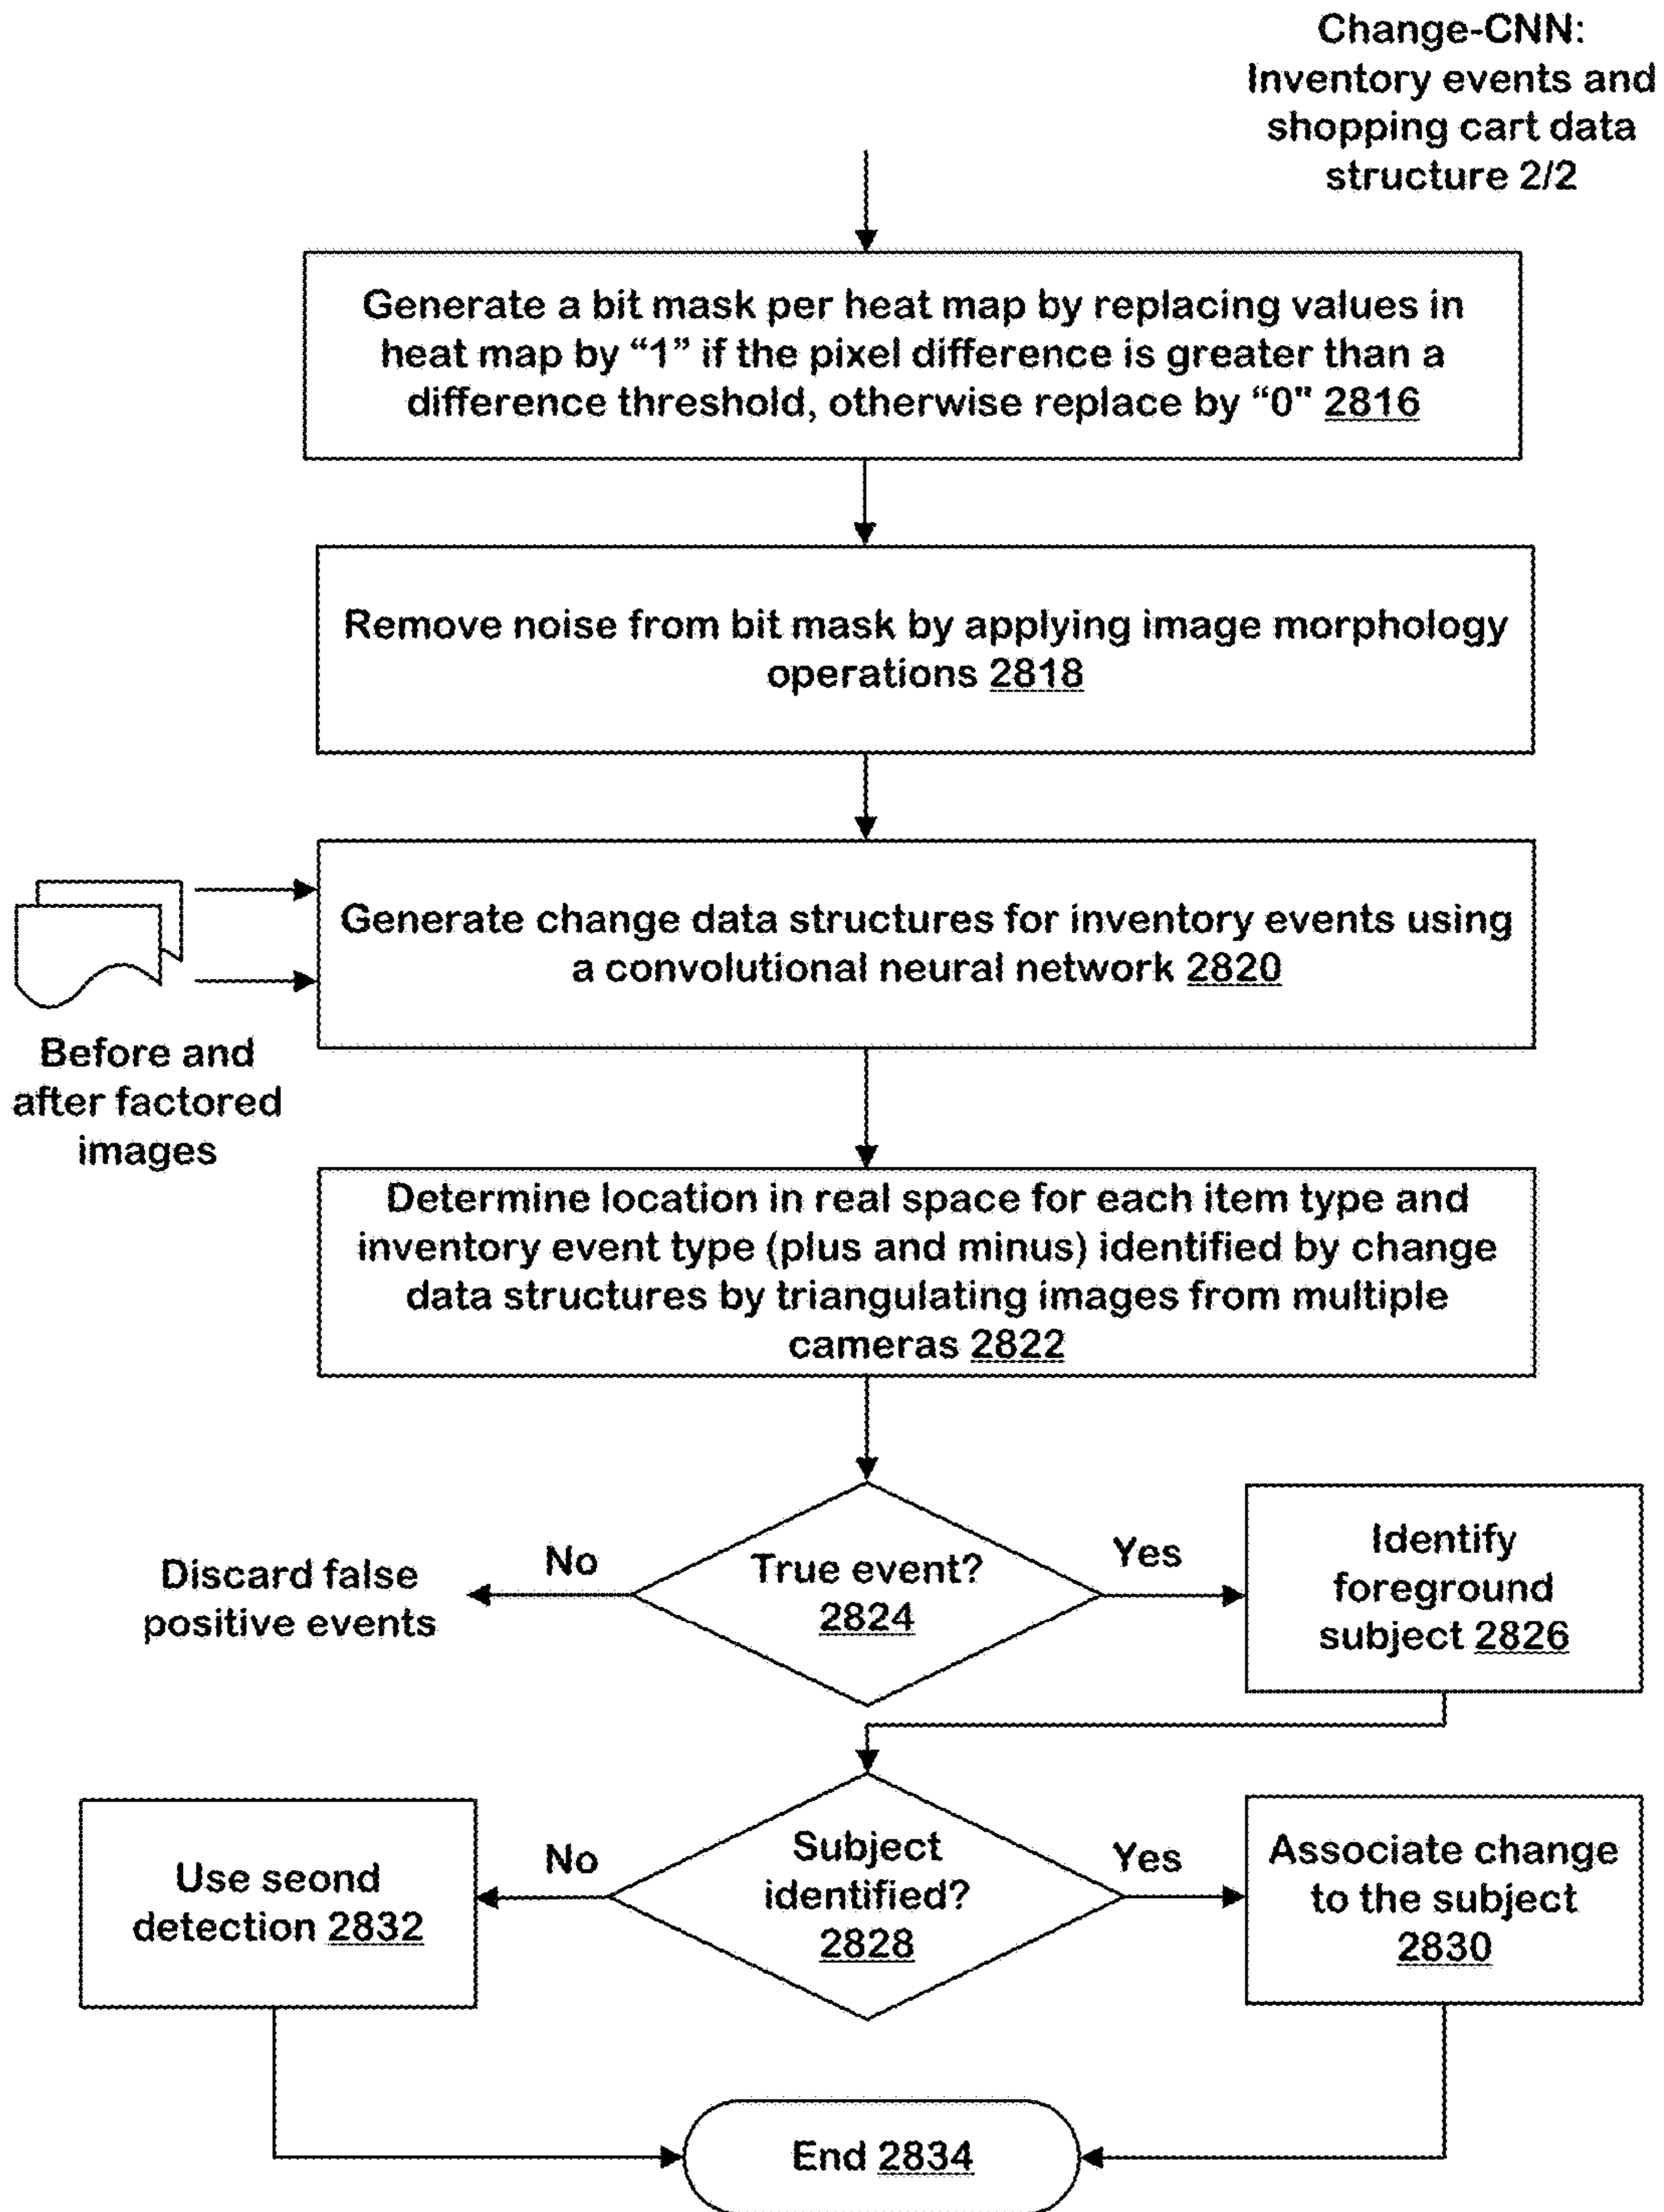 Change-CNN:
Inventory events and
shopping cart data
structure 2/2
Generate a bit mask per heat map by replacing values in
heat map by “1” if the pixel difference is greater than a
difference threshold, otherwise replace by “0" 2816
Remove noise from bit mask by applying image morphology
operations 2818
Generate change data structures for inventory events using
a convolutional neural network 2820
Before and
after factored
images
Determine location in real space for each item type and
inventory event type (plus and minus) identified by change
data structures by triangulating images from multiple
cameras 2822
True event?
2824
No
Discard false
positive events
Yes
Identify
foreground
subject 2826
Subject
identified?
2828
No
Use seond
detection 2832
Yes
Associate change
to the subject
2830
End 2834